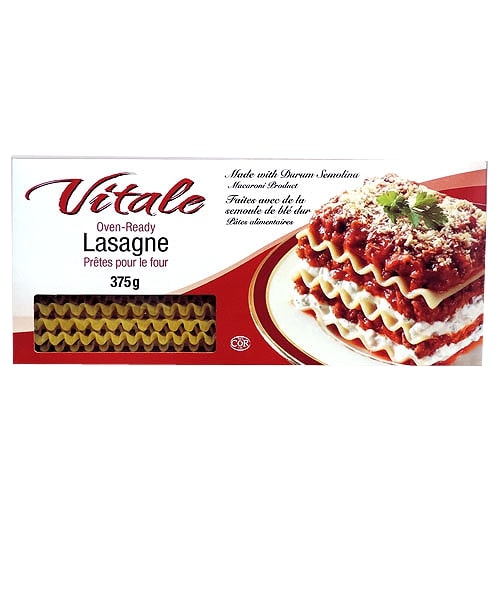 Vitale
Oven-Ready
Lasagne
Prêtes pour le four
375g
Made with Durum Semolina
Macaroni Product
Faites avec de la
semoule de blé dur
Pâtes alimentaires
COR